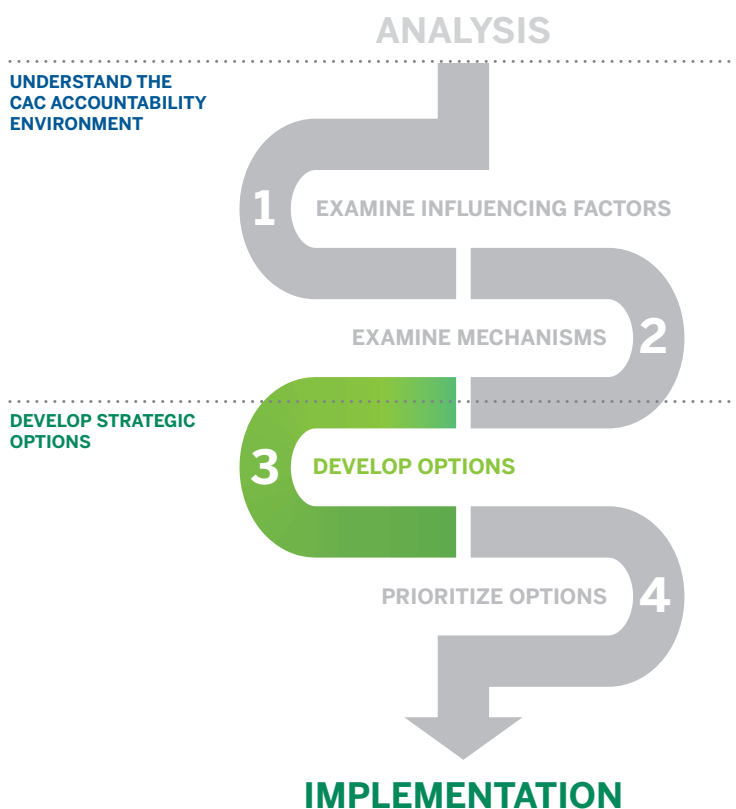 ANALYSIS
UNDERSTAND THE
CAC ACCOUNTABILITY
ENVIRONMENT
1
EXAMINE INFLUENCING FACTORS
EXAMINE MECHANISMS
2
DEVELOP STRATEGIC
OPTIONS
3
DEVELOP OPTIONS
PRIORITIZE OPTIONS
4
IMPLEMENTATION